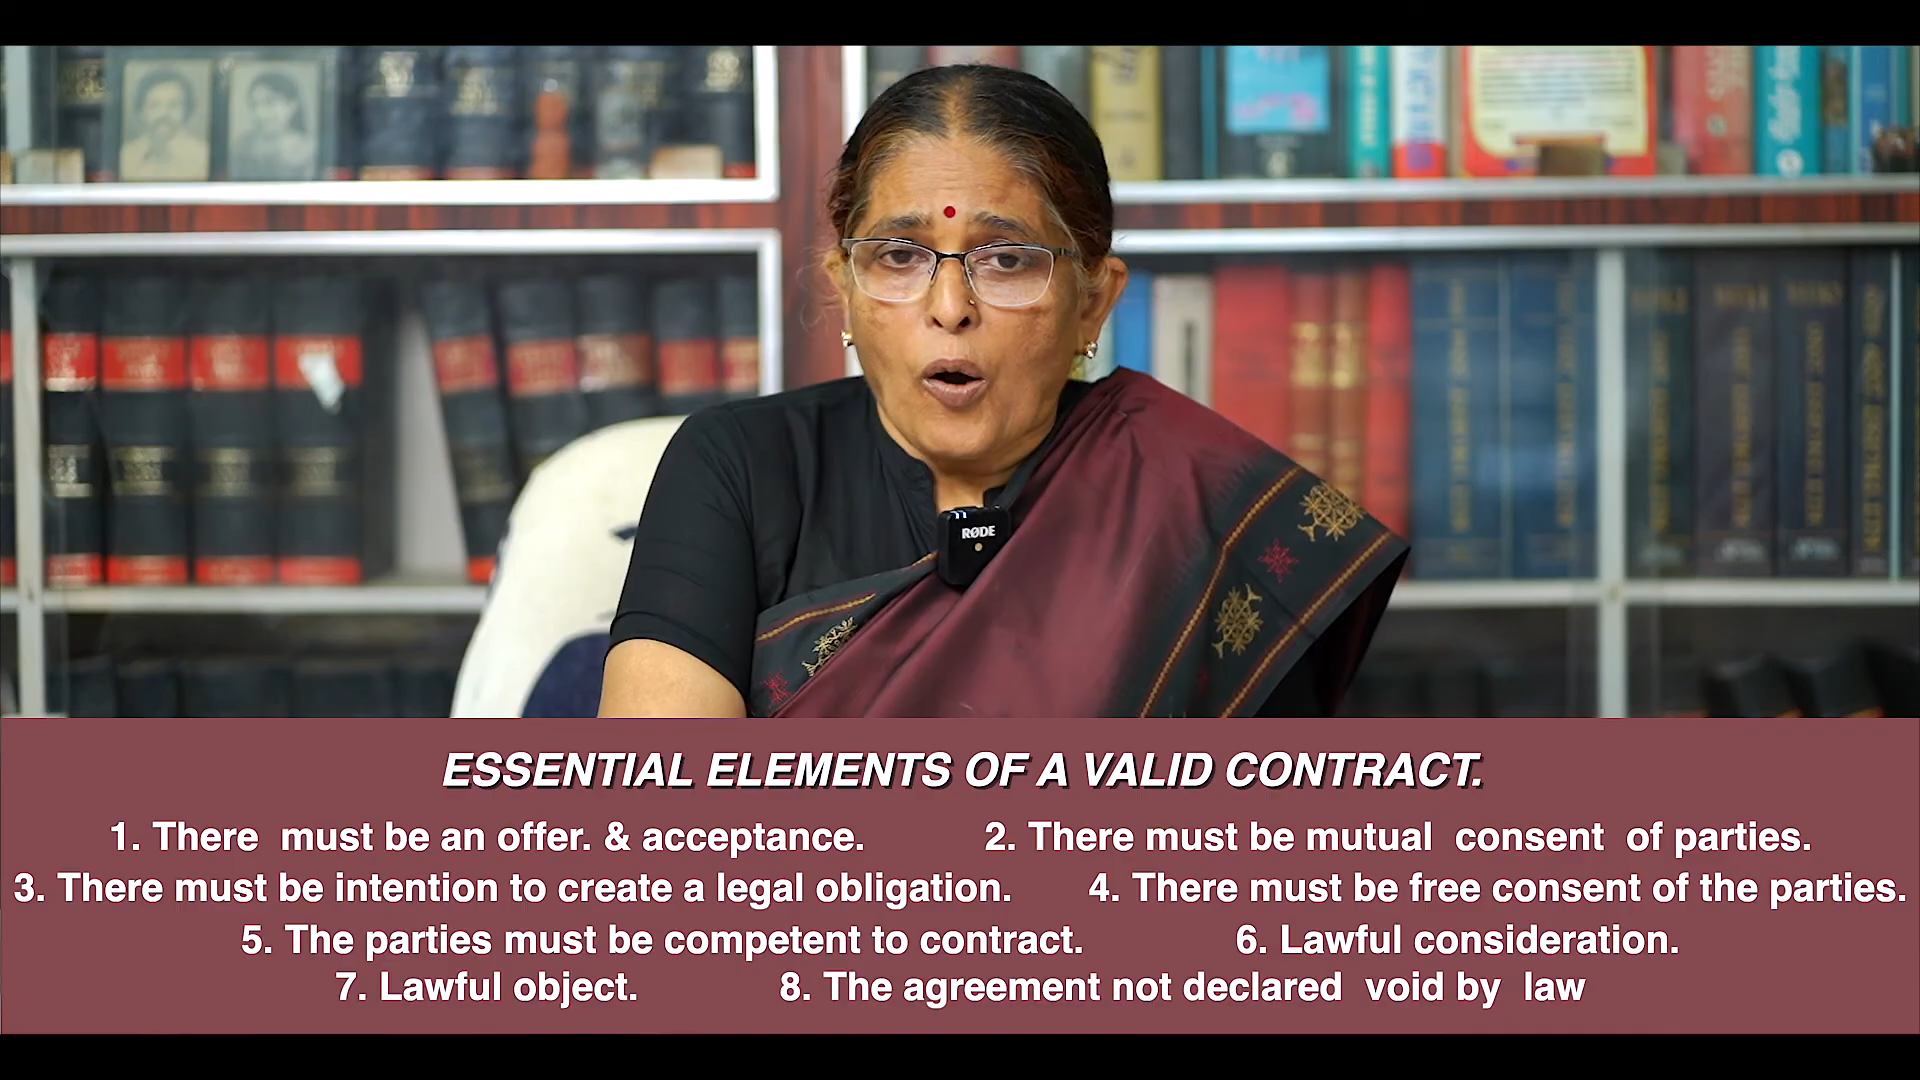 RØDE
ESSENTIAL ELEMENTS OF A VALID CONTRACT.
1. There must be an offer. & acceptance. 2. There must be mutual consent of parties.
3. There must be intention to create a legal obligation. 4. There must be free consent of the parties.
5. The parties must be competent to contract. 6. Lawful consideration.
7. Lawful object. 8. The agreement not declared void by law